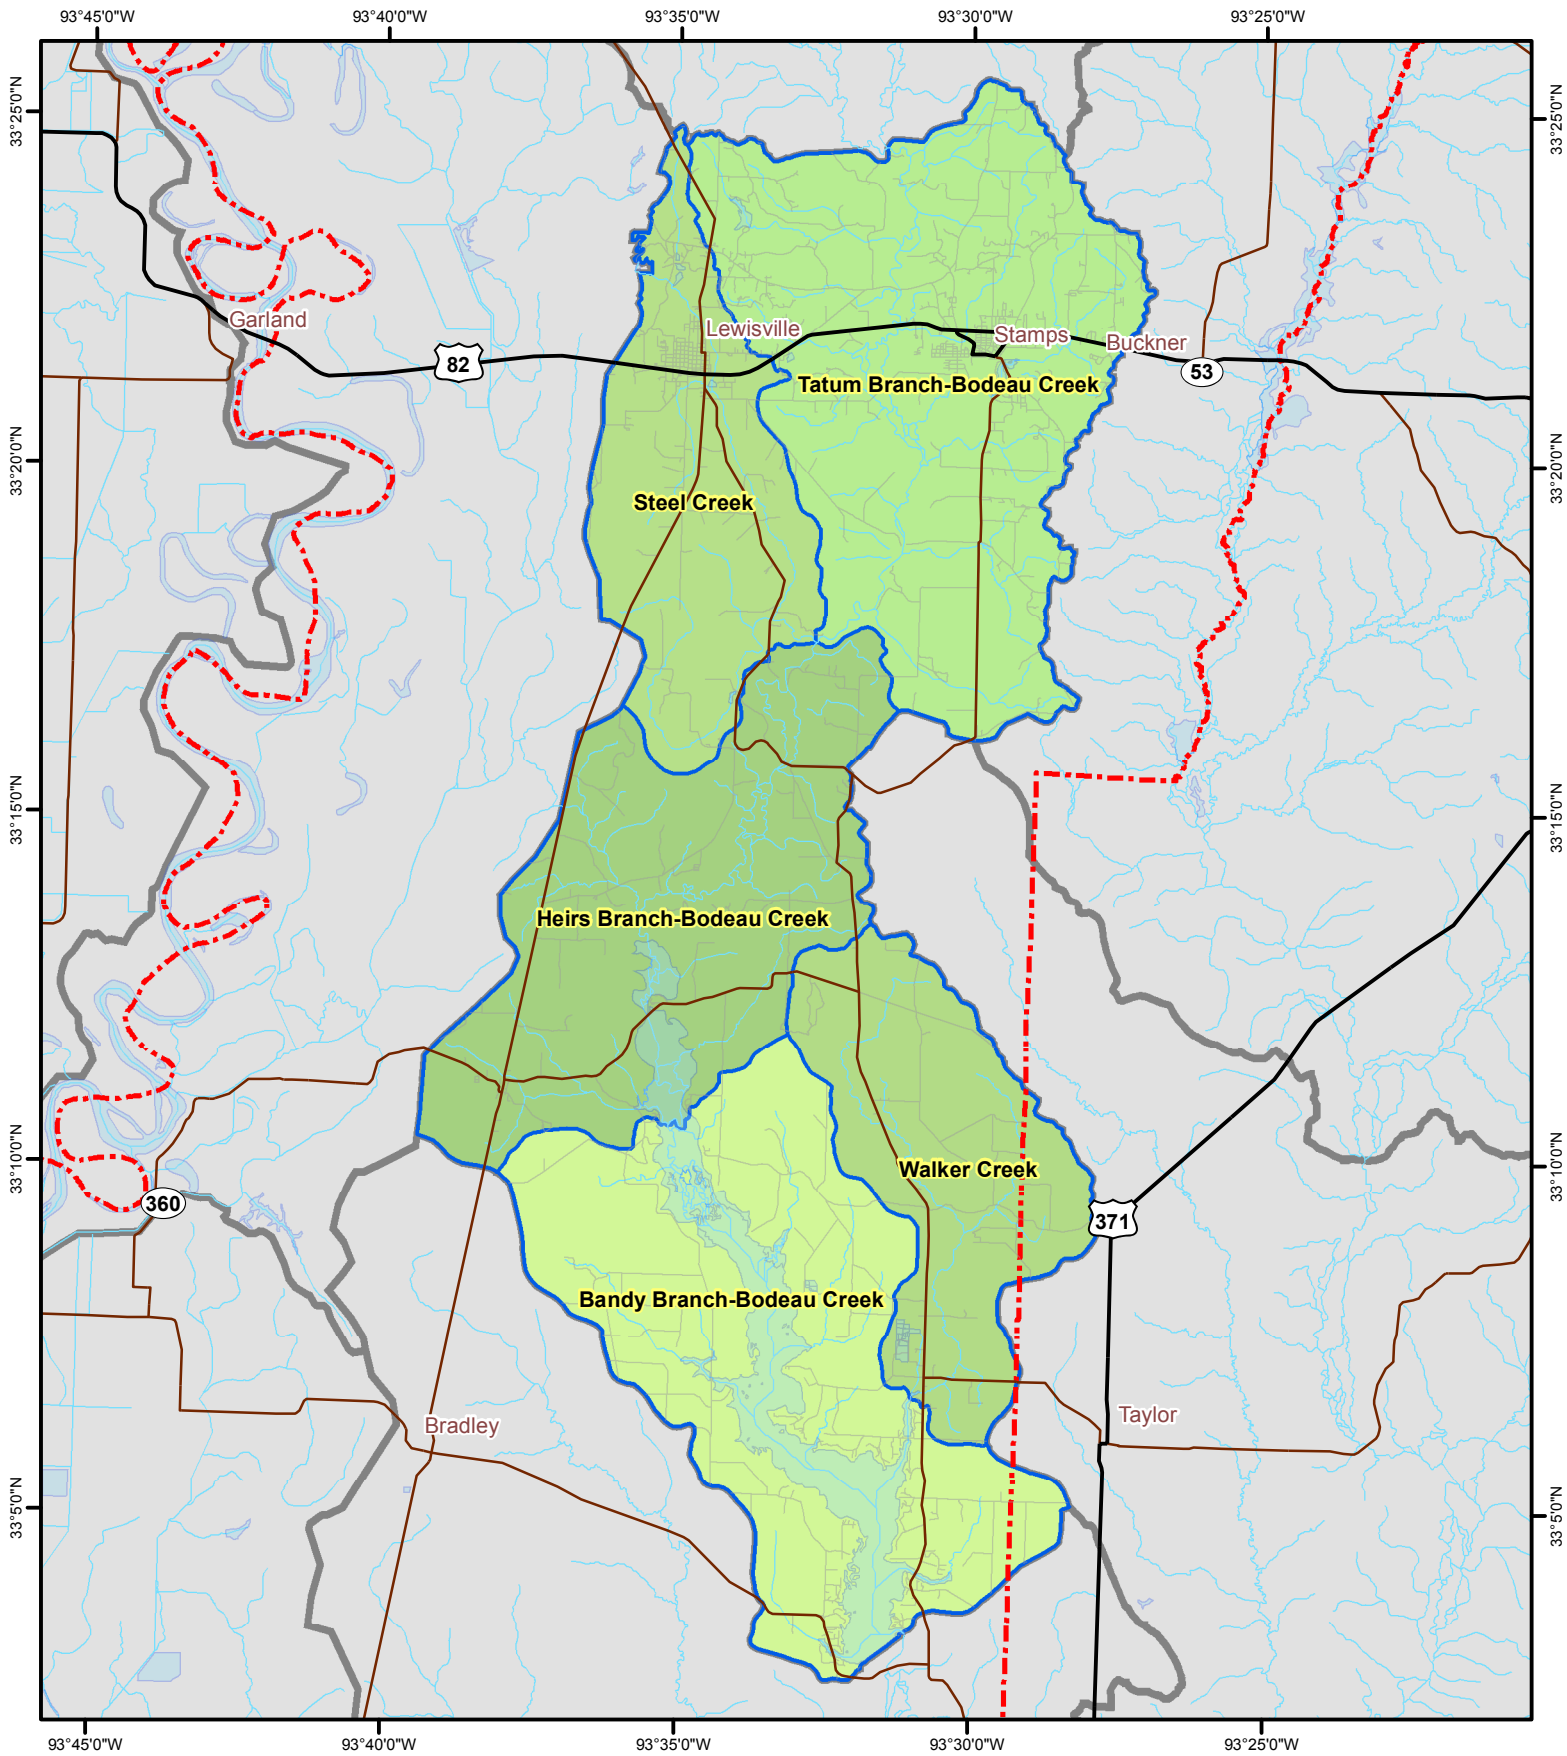 93°45'0"W
93°40'0"W
93°35'0"W
93°30'0"W
93°25'0"W
33°25'0"N
33°25'0"N
Garland
Lewisville
Stamps
Buckner
82
53
Tatum Branch-Bodeau Creek
33°20'0"N
33°20'0"N
Steel Creek
33°15'0"N
33°15'0"N
Heirs Branch-Bodeau Creek
33°10'0"N
33°10'0"N
Walker Creek
360
371
Bandy Branch-Bodeau Creek
Bradley
Taylor
33°5'0"N
33°5'0"N
93°45'0"W
93°40'0"W
93°35'0"W
93°30'0"W
93°25'0"W